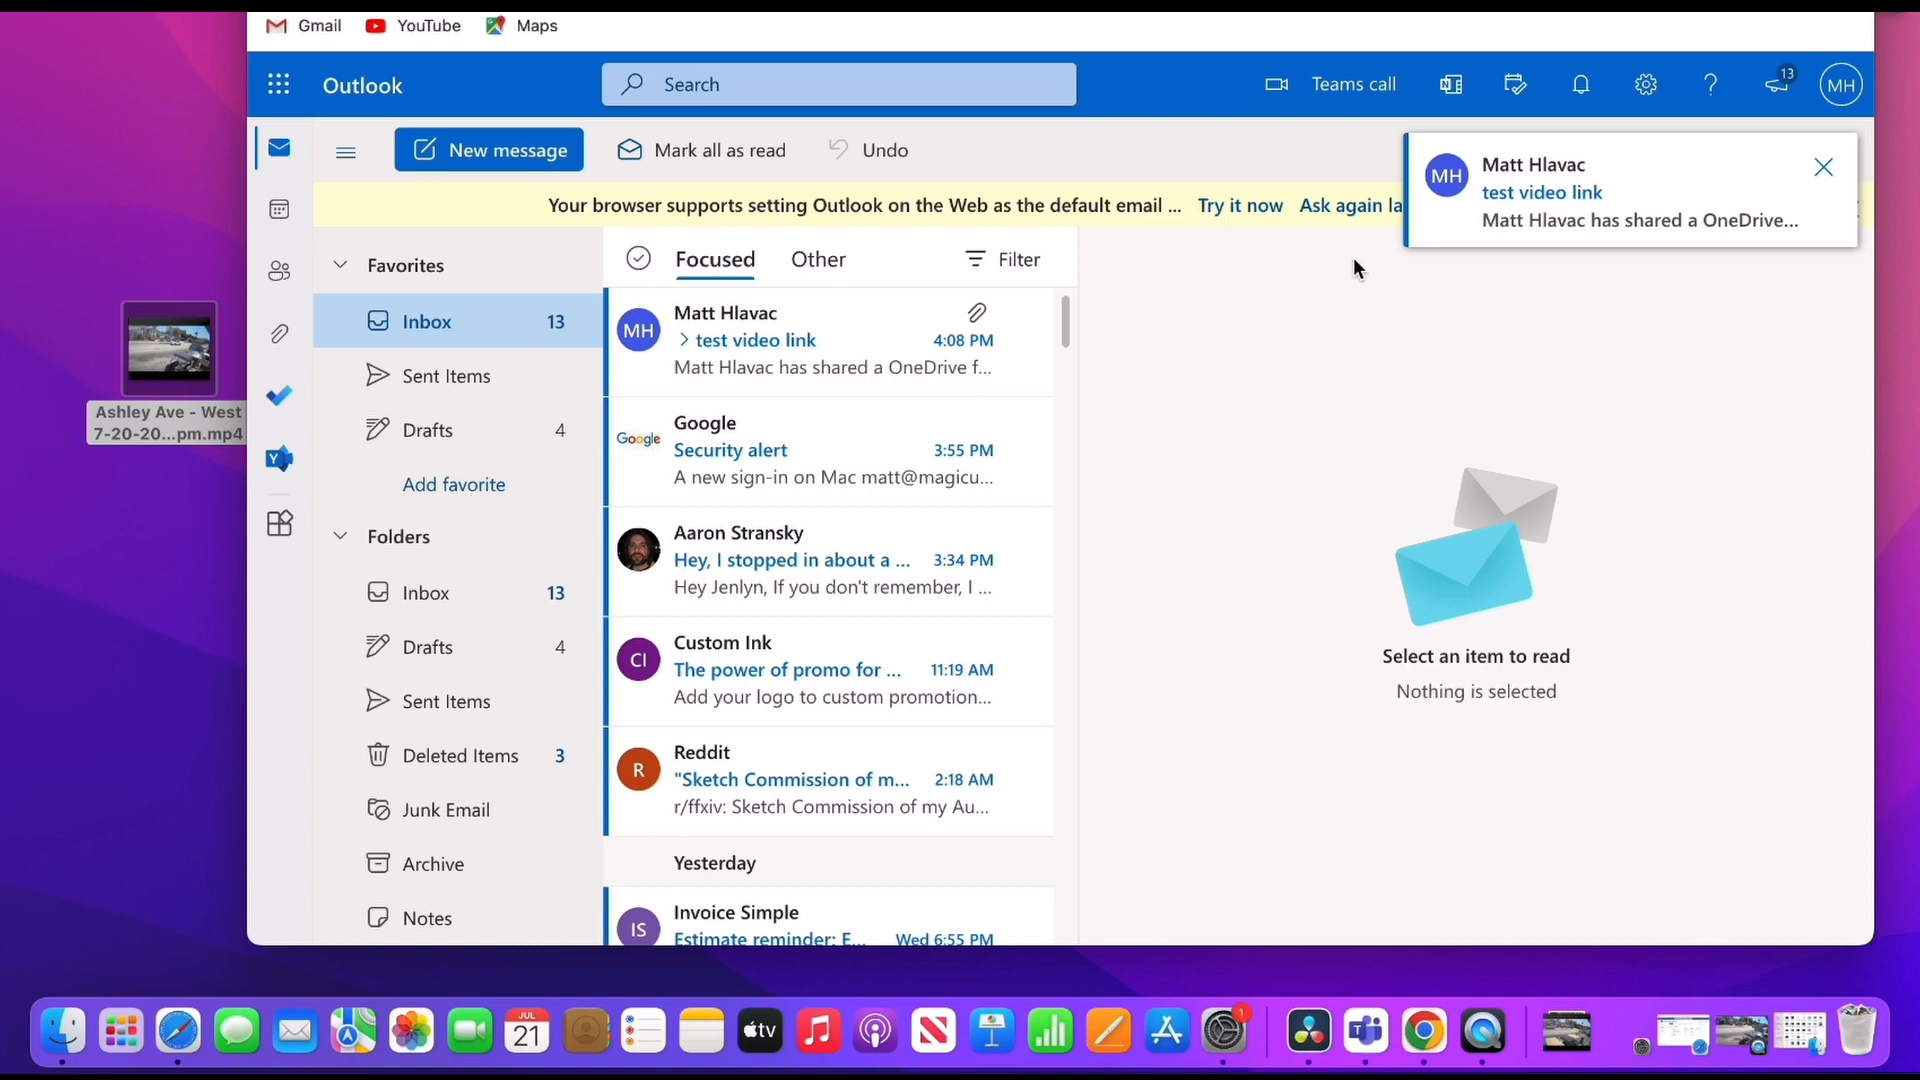 Gmail YouTube Maps
Outlook Search Teams call 13 MH
New message Mark all as read Undo
MH Matt Hlavac
test video link
Matt Hlavac has shared a OneDrive...
Your browser supports setting Outlook on the Web as the default email ... Try it now Ask again la
Favorites
Inbox 13
Sent Items
Drafts 4
Add favorite
Folders
Inbox 13
Drafts 4
Sent Items
Deleted Items 3
Junk Email
Archive
Notes
Focused Other Filter
MH Matt Hlavac
> test video link 4:08 PM
Matt Hlavac has shared a OneDrive f...
Google Google
Security alert 3:55 PM
A new sign-in on Mac matt@magicu...
Aaron Stransky
Hey, I stopped in about a ... 3:34 PM
Hey Jenlyn, If you don't remember, I ...
CI Custom Ink
The power of promo for ... 11:19 AM
Add your logo to custom promotion...
R Reddit
"Sketch Commission of m... 2:18 AM
r/ffxiv: Sketch Commission of my Au...
Yesterday
IS Invoice Simple
Estimate reminder: E... Wed 6:55 PM
Select an item to read
Nothing is selected
Ashley Ave - West
7-20-20...pm.mp4
JUL
21
tv
1